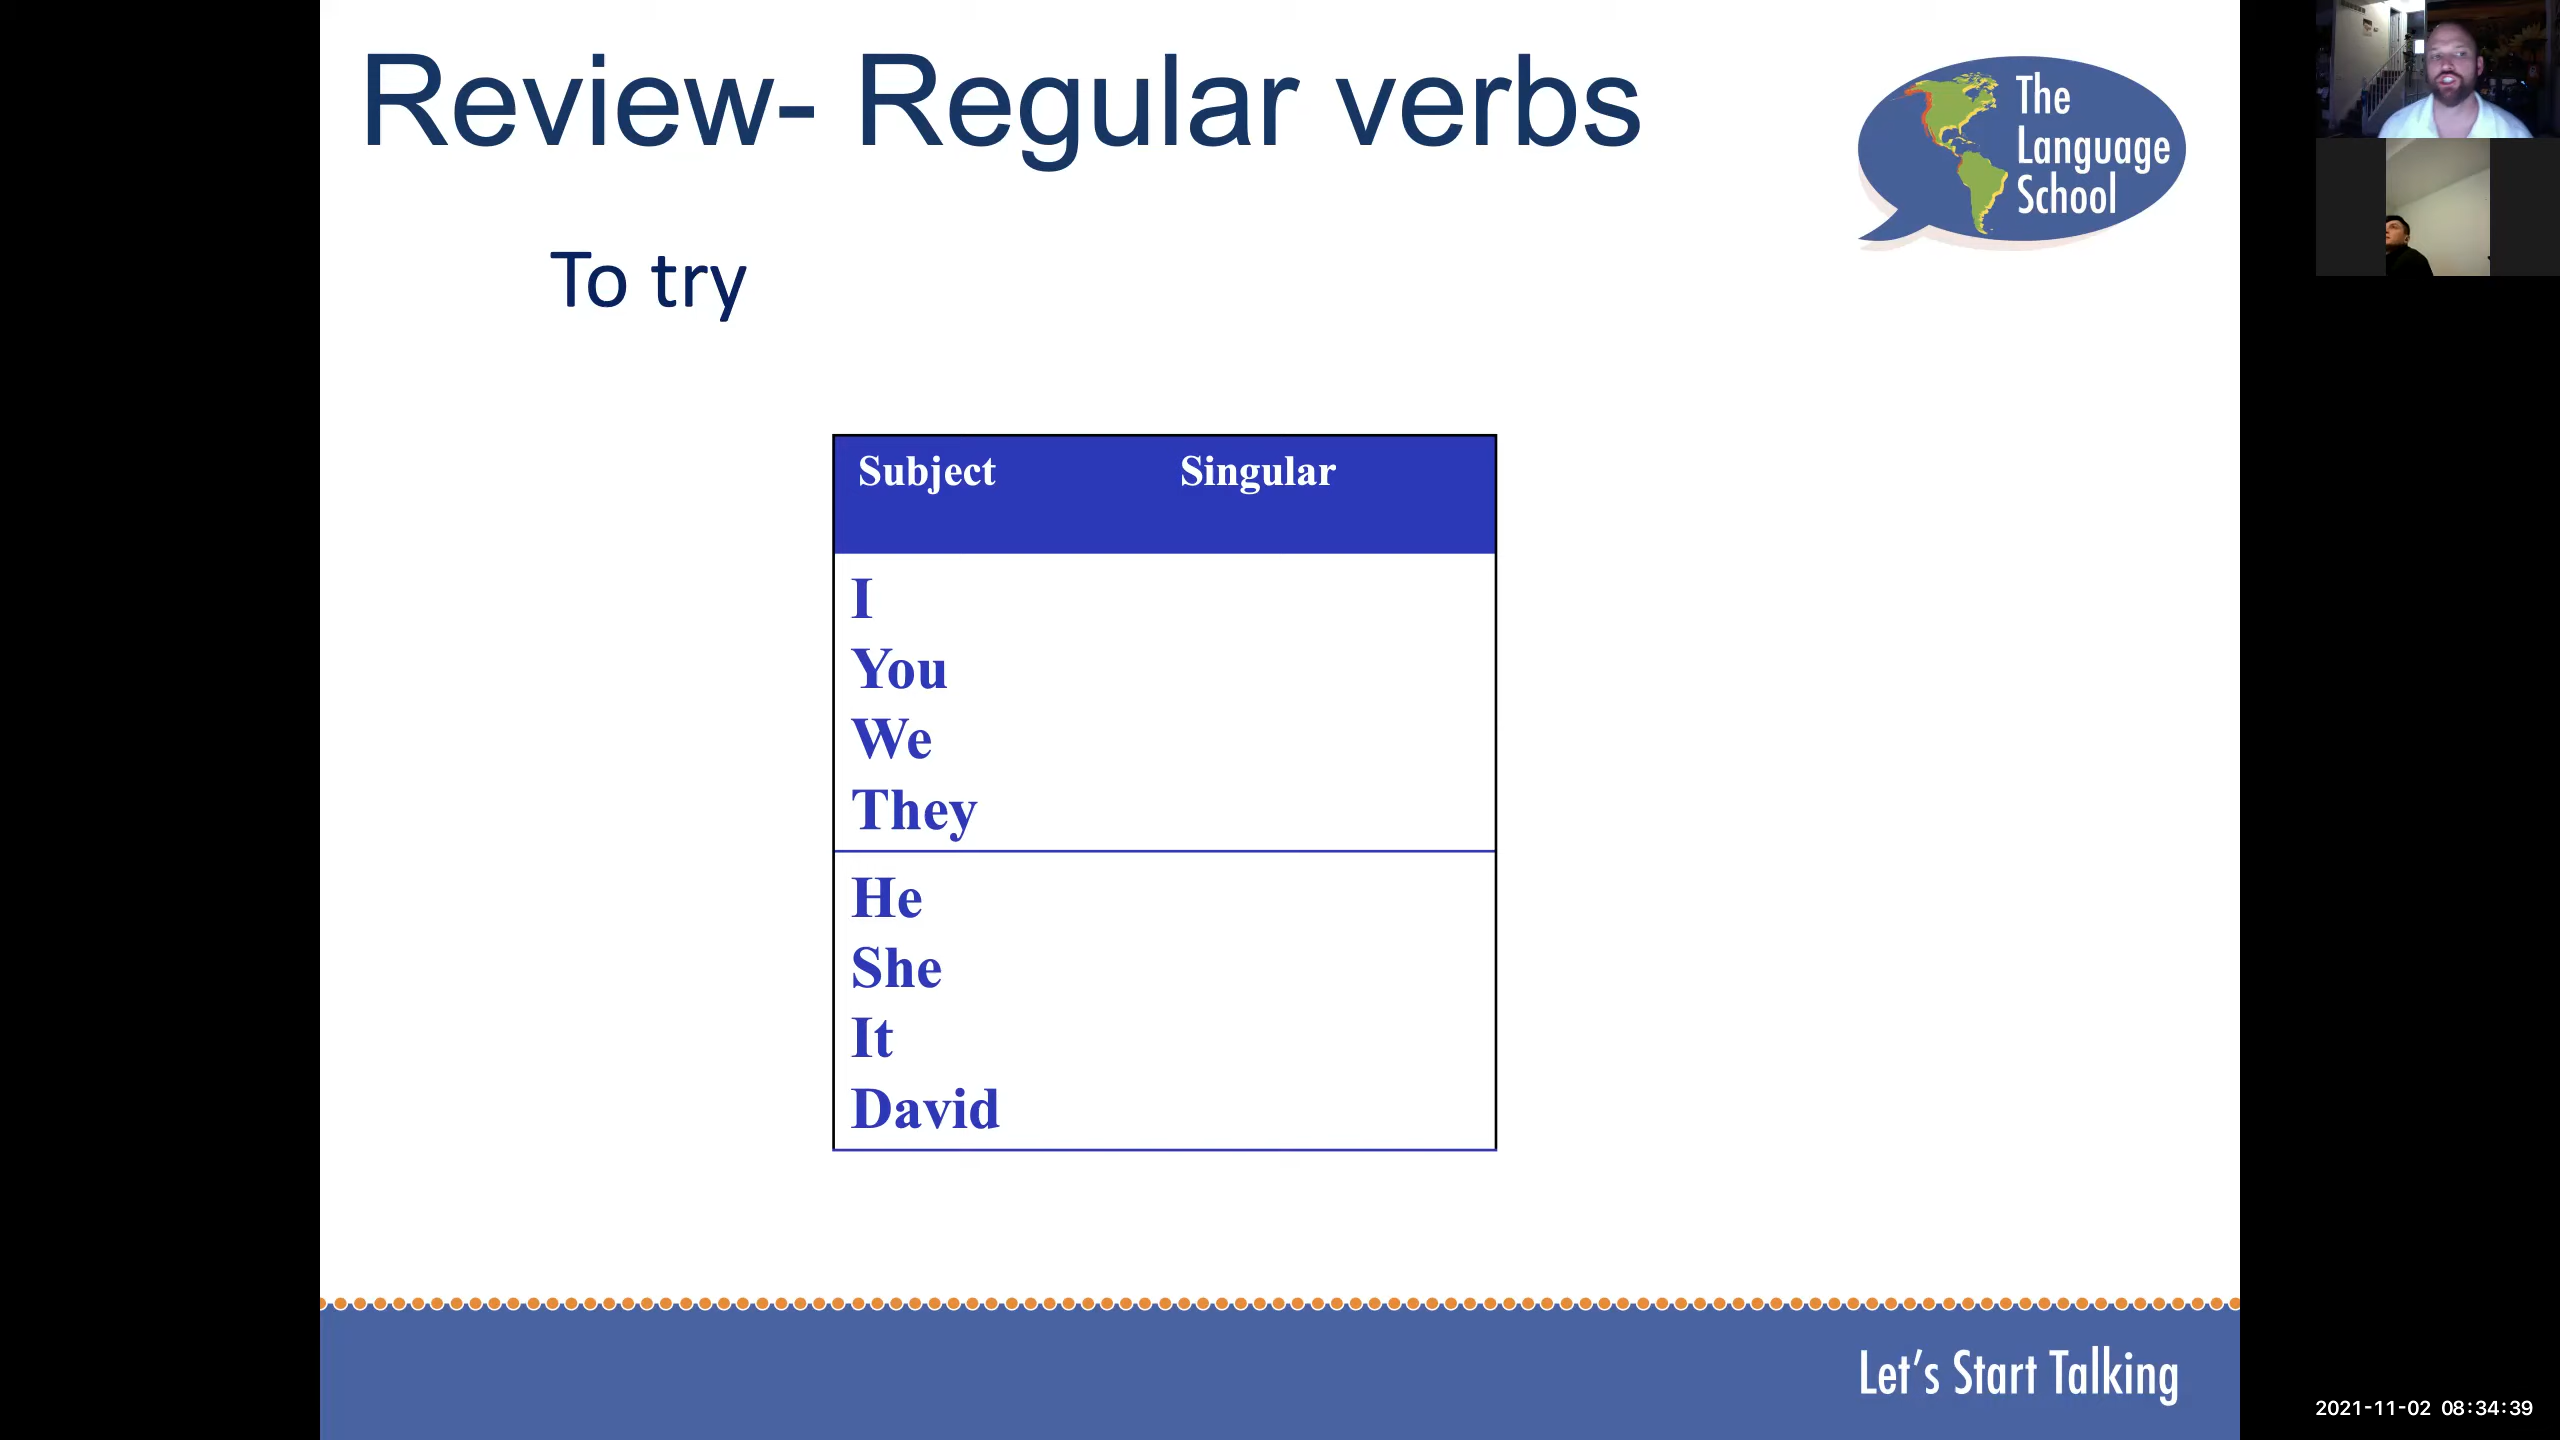 Review- Regular verbs
The
Language
School
To try
Subject Singular
I
You
We
They
He
She
It
David
Let's Start Talking
2021-11-02 08:34:39